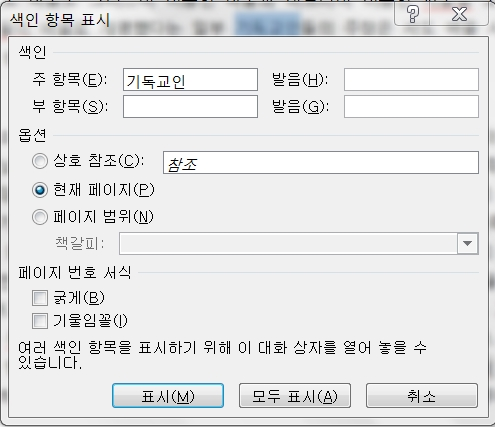 색인 항목 표시
색인
주 항목(E): 기독교인 발음(H):
부 항목(S): 발음(G):
옵션
상호 참조(C): 참조
현재 페이지(P)
페이지 범위(N)
책갈피:
페이지 번호 서식
굵게(B)
기울임꼴(I)
여러 색인 항목을 표시하기 위해 이 대화 상자를 열어 놓을 수
있습니다.
표시(M) 모두 표시(A) 취소